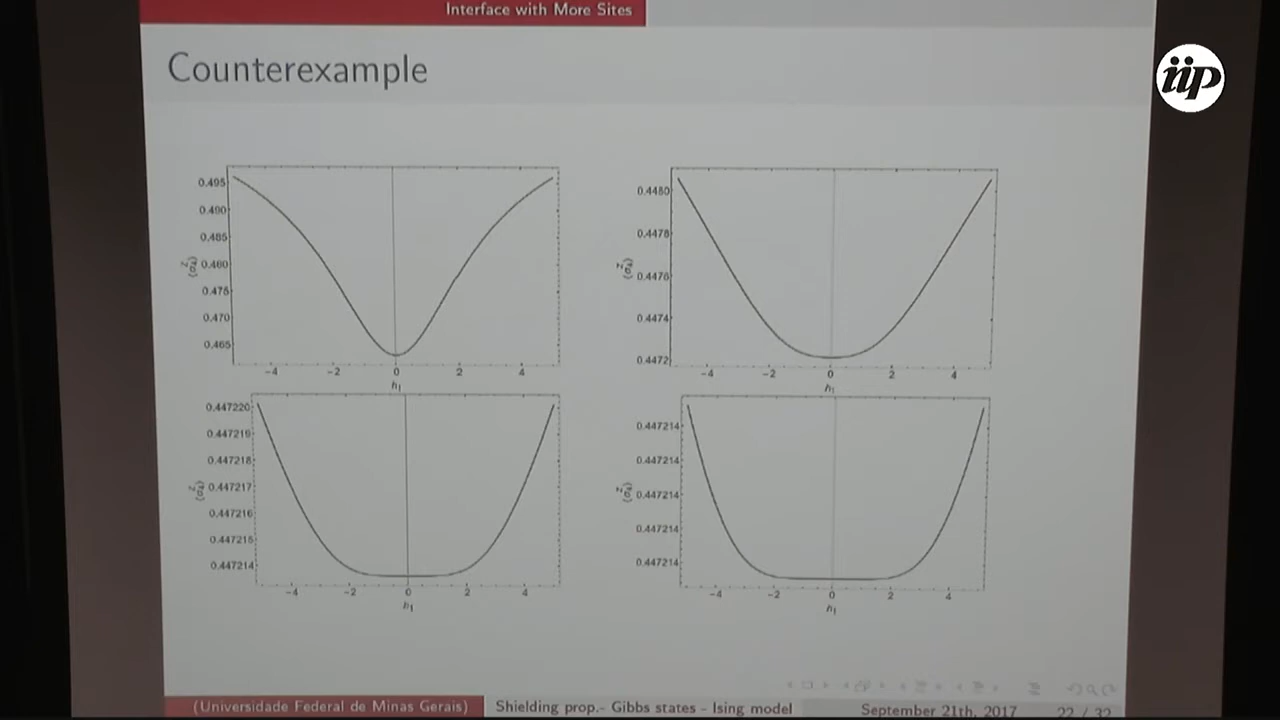 Interface with More Sites
iip
Counterexample
0.495
0.490
0.485
0.480
0.475
0.470
0.465
-4 -2 0 2 4
h1
0.4480
0.4478
0.4476
0.4474
0.4472
-4 -2 0 2 4
h1
0.447220
0.447219
0.447218
0.447217
0.447216
0.447215
0.447214
-4 -2 0 2 4
h1
0.447214
0.447214
0.447214
0.447214
0.447214
-4 -2 0 2 4
h1
(Universidade Federal de Minas Gerais) Shielding prop.- Gibbs states - Ising model September 21th, 2017 22 / 32